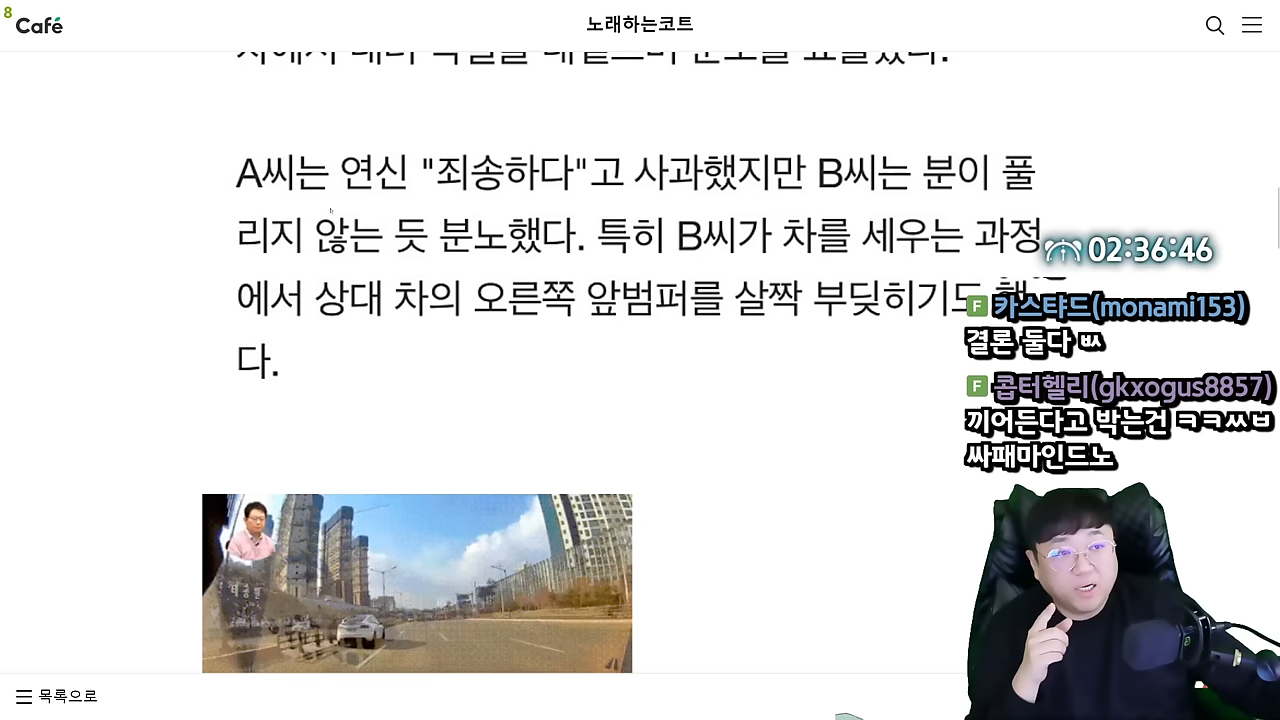 8
Café
노래하는코트
A씨는 연신 "죄송하다"고 사과했지만 B씨는 분이 풀
리지 않는 듯 분노했다. 특히 B씨가 차를 세우는 과정
에서 상대 차의 오른쪽 앞범퍼를 살짝 부딪히기도 했
다.
02:36:46
F 카스탸드(monami153)
결론 둘다 ㅄ
F 콥터헬리(gkxogus8857)
끼어든다고 박는건 ㅋㅋㅆㅂ
싸패마인드노
목록으로